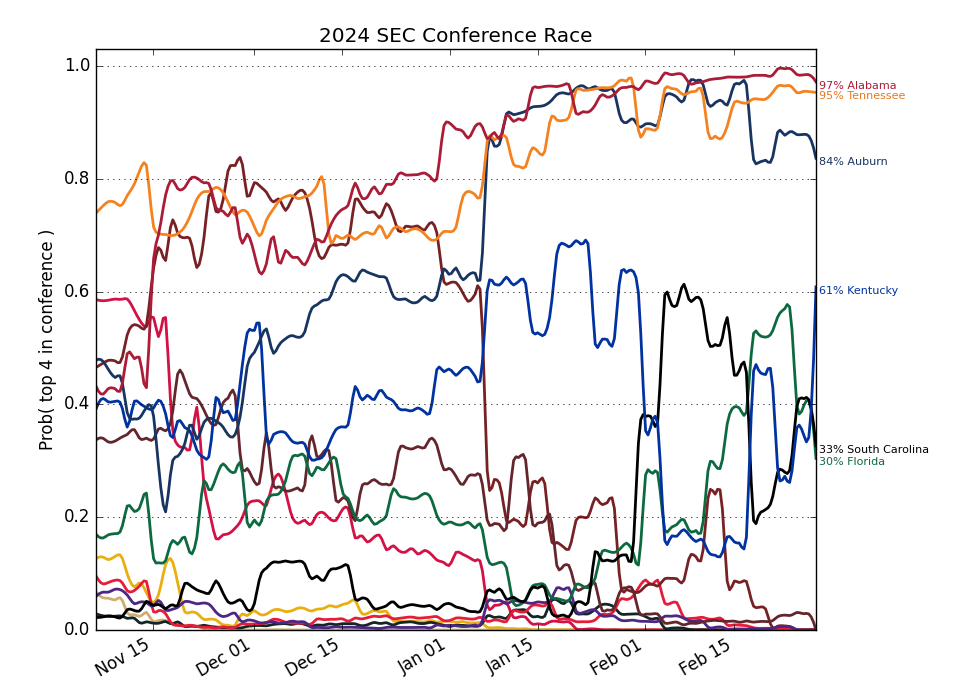 2024 SEC Conference Race
Prob( top 4 in conference )
1.0
0.8
0.6
0.4
0.2
0.0
97% Alabama
95% Tennessee
84% Auburn
61% Kentucky
33% South Carolina
30% Florida
Nov 15
Dec 01
Dec 15
Jan 01
Jan 15
Feb 01
Feb 15